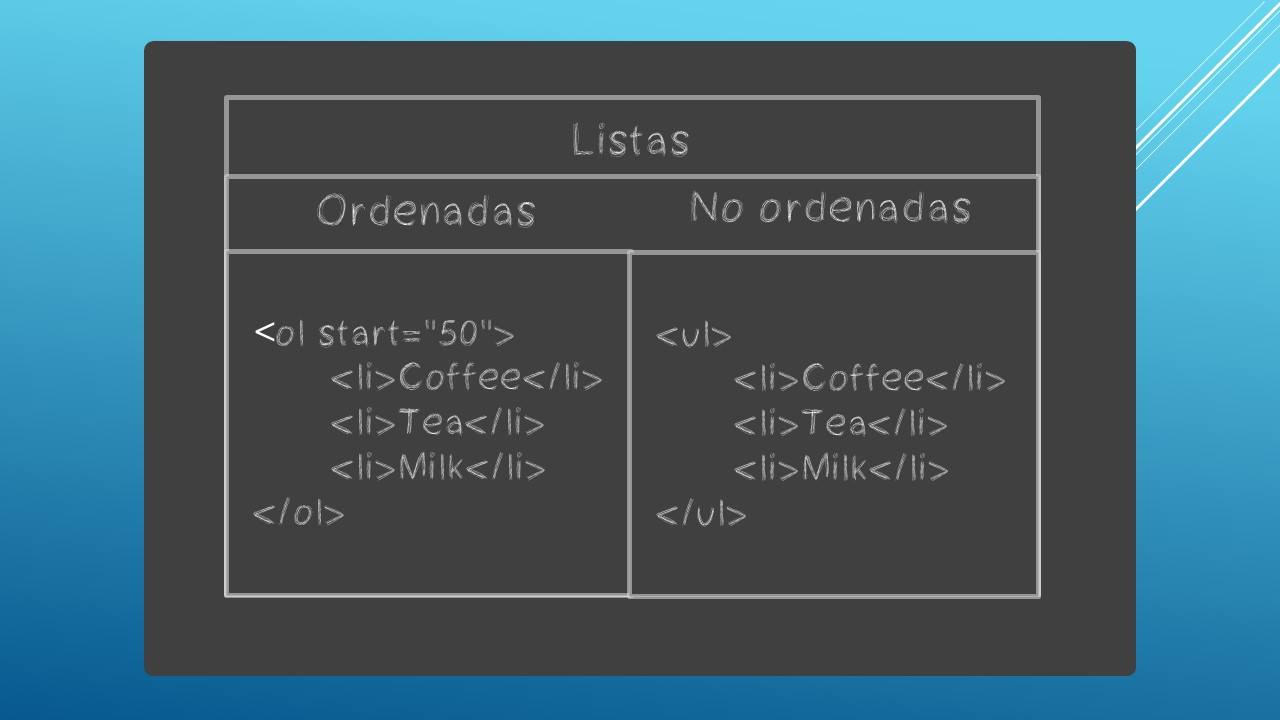 Listas
Ordenadas
No ordenadas
<ol start="50">
<li>Coffee</li>
<li>Tea</li>
<li>Milk</li>
</ol>
<ul>
<li>Coffee</li>
<li>Tea</li>
<li>Milk</li>
</ul>